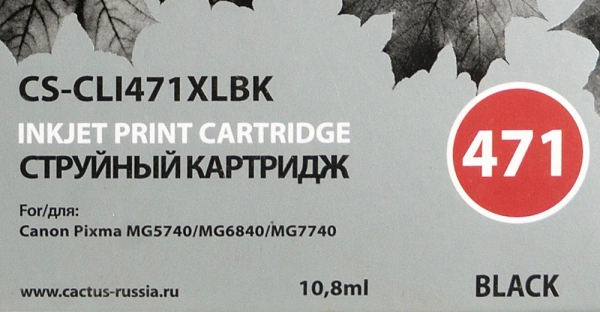 CS-CLI471XLBK
INKJET PRINT CARTRIDGE
СТРУЙНЫЙ КАРТРИДЖ
471
For/для:
Canon Pixma MG5740/MG6840/MG7740
www.cactus-russia.ru 10,8ml BLACK